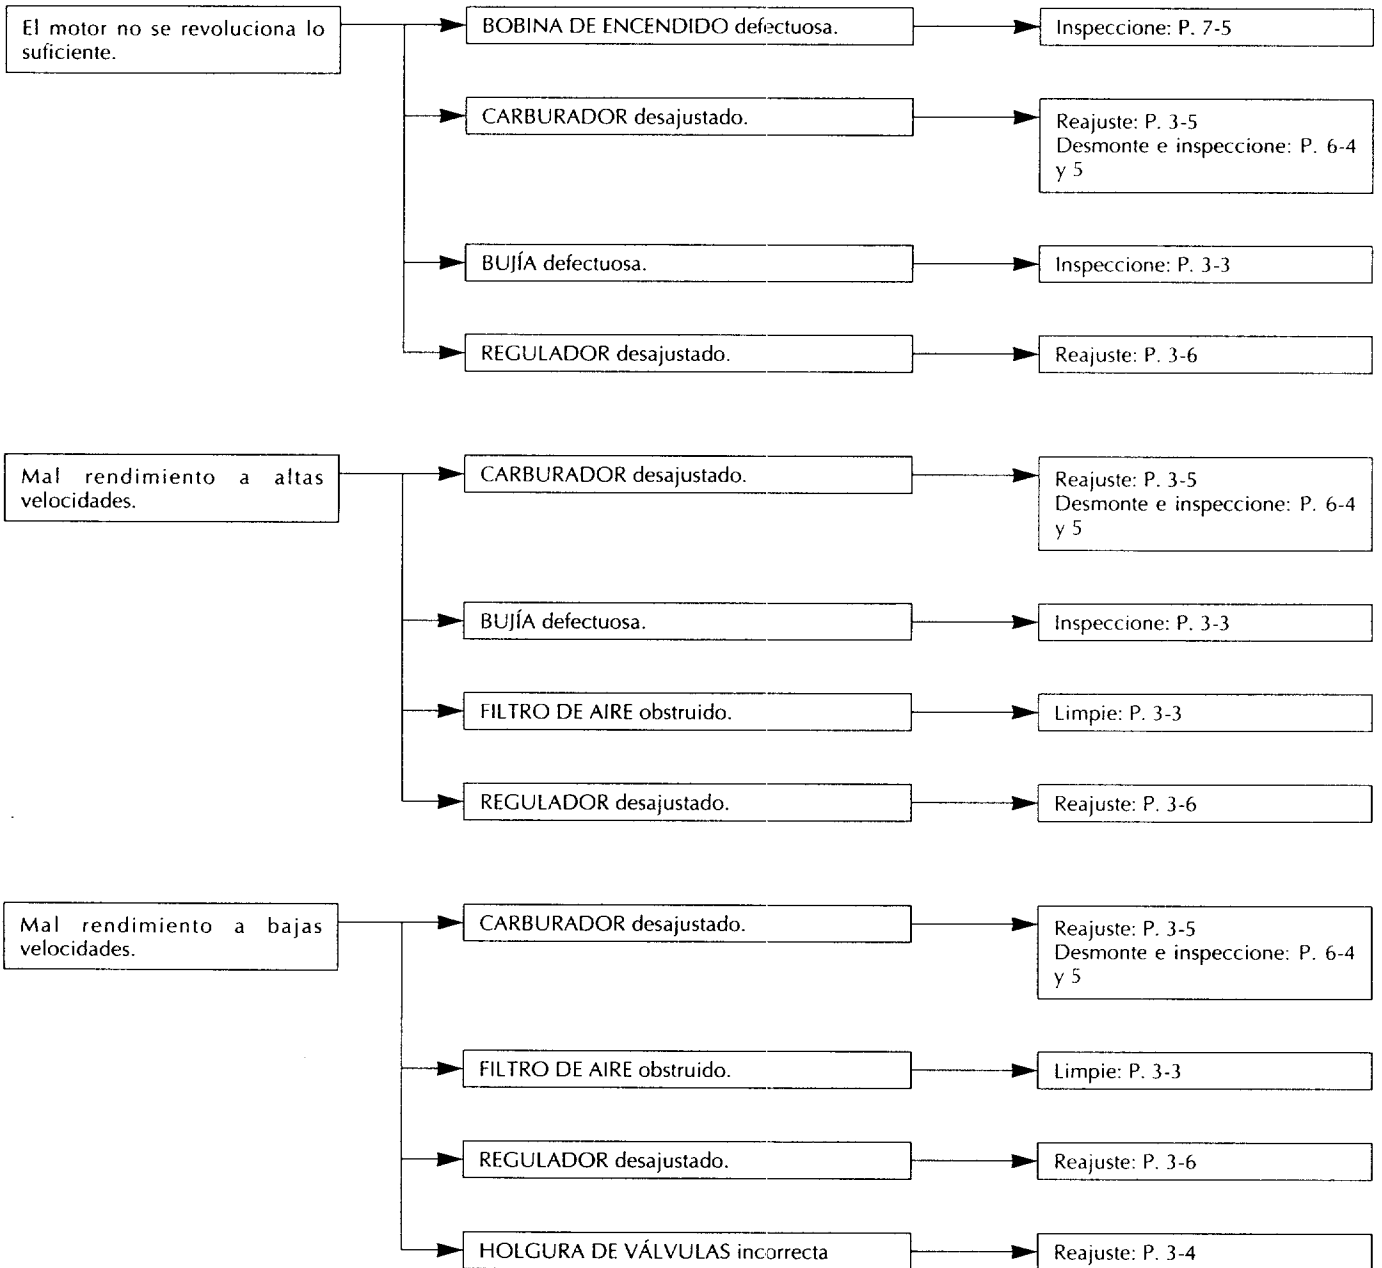 El motor no se revoluciona lo
suficiente.
BOBINA DE ENCENDIDO defectuosa.
Inspeccione: P. 7-5
CARBURADOR desajustado.
Reajuste: P. 3-5
Desmonte e inspeccione: P. 6-4
y 5
BUJÍA defectuosa.
Inspeccione: P. 3-3
REGULADOR desajustado.
Reajuste: P. 3-6
Mal rendimiento a altas
velocidades.
CARBURADOR desajustado.
Reajuste: P. 3-5
Desmonte e inspeccione: P. 6-4
y 5
BUJÍA defectuosa.
Inspeccione: P. 3-3
FILTRO DE AIRE obstruido.
Limpie: P. 3-3
REGULADOR desajustado.
Reajuste: P. 3-6
Mal rendimiento a bajas
velocidades.
CARBURADOR desajustado.
Reajuste: P. 3-5
Desmonte e inspeccione: P. 6-4
y 5
FILTRO DE AIRE obstruido.
Limpie: P. 3-3
REGULADOR desajustado.
Reajuste: P. 3-6
HOLGURA DE VÁLVULAS incorrecta
Reajuste: P. 3-4